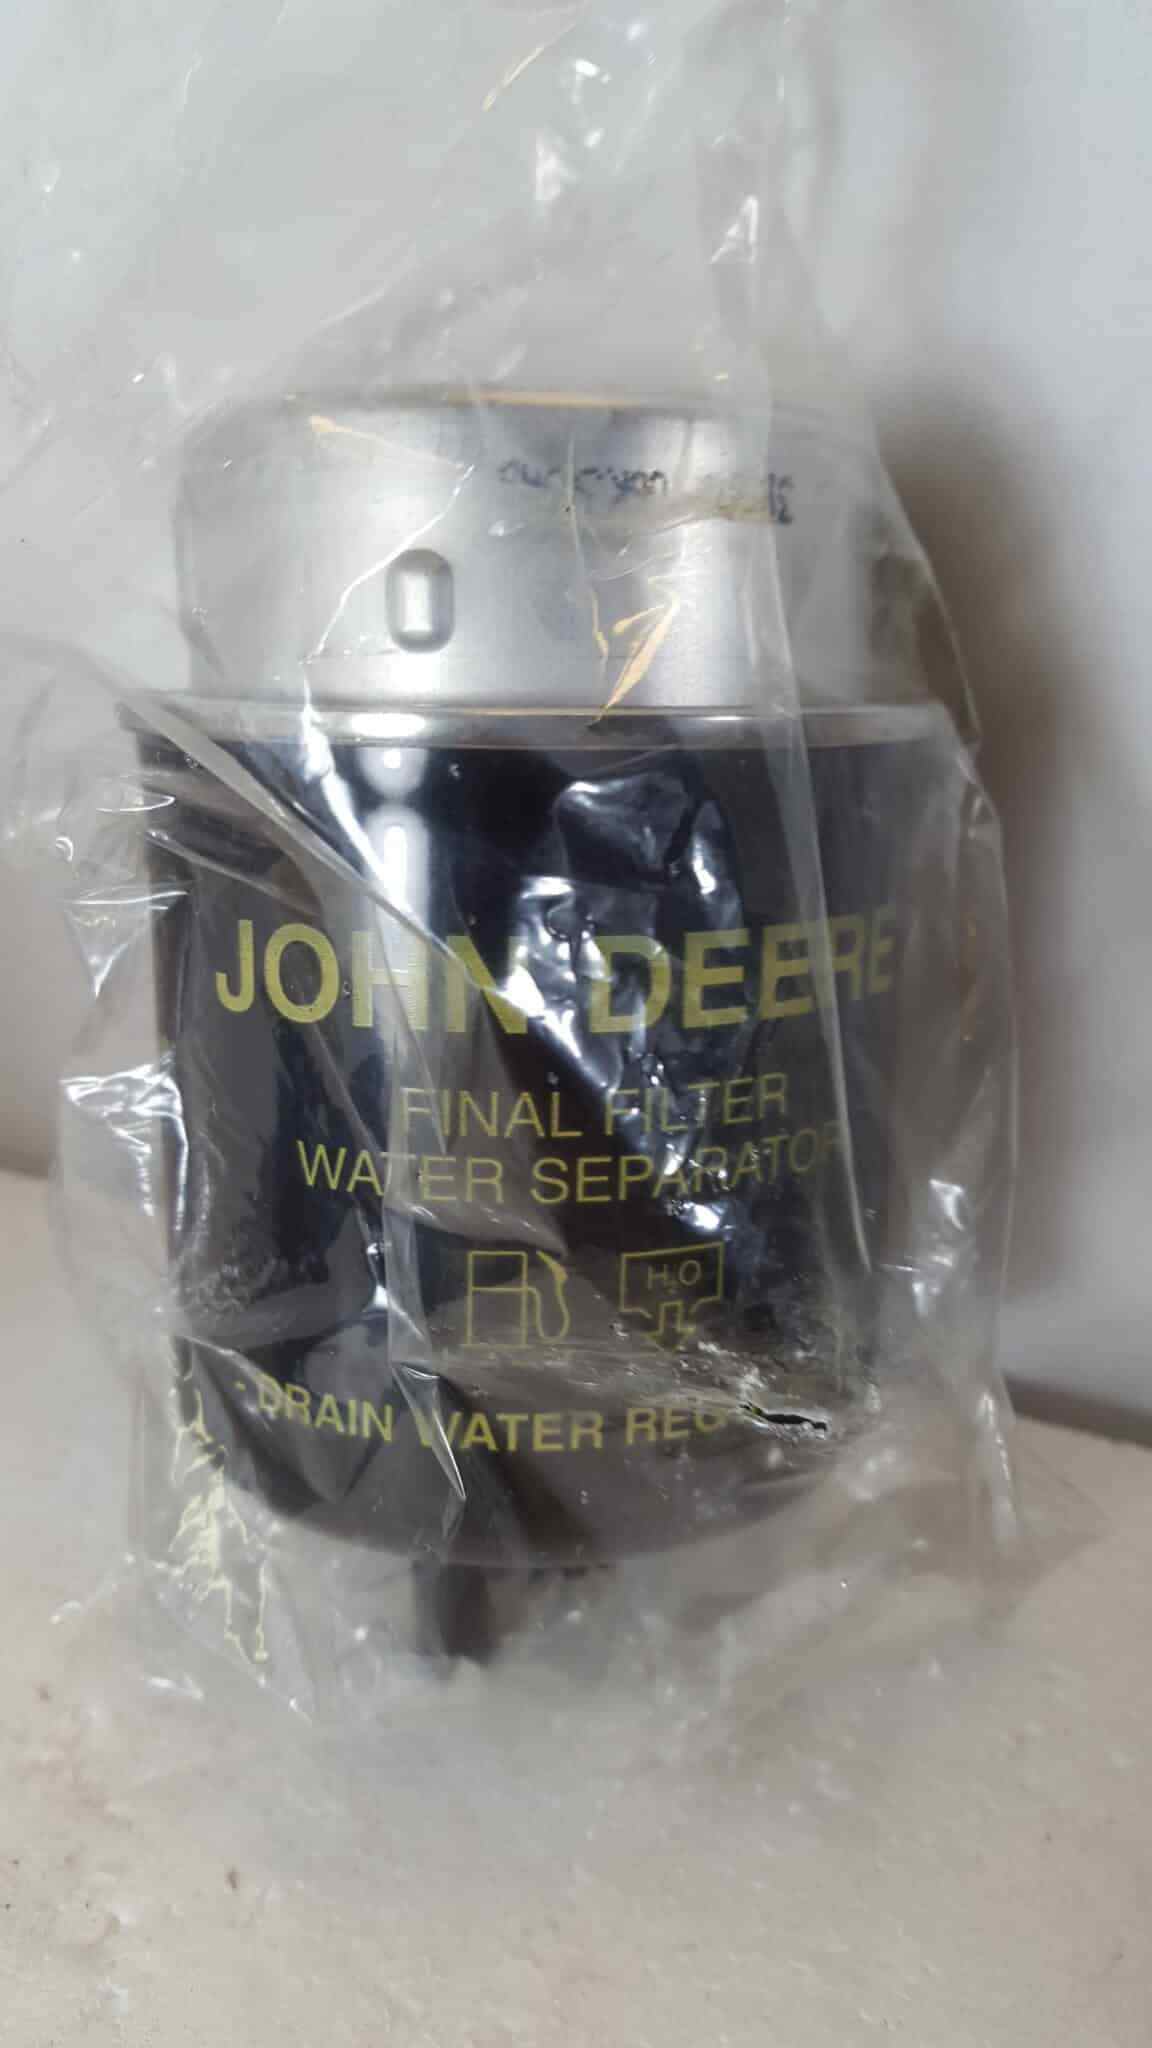 JOHN DEERE
FINAL FILTER
WATER SEPARATOR
H₂O
- DRAIN WATER